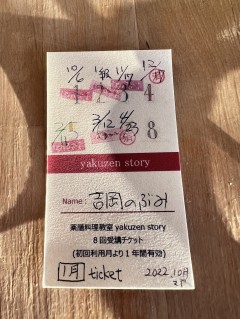 10/6 1級 11/17 12/
1 2 3 4
3/12 4/23
8
yakuzen story
Name: 吉岡のぶみ
薬膳料理教室 yakuzen story
8回受講チケット
(初回利用月より1年間有効)
1月 ticket 2022.10月